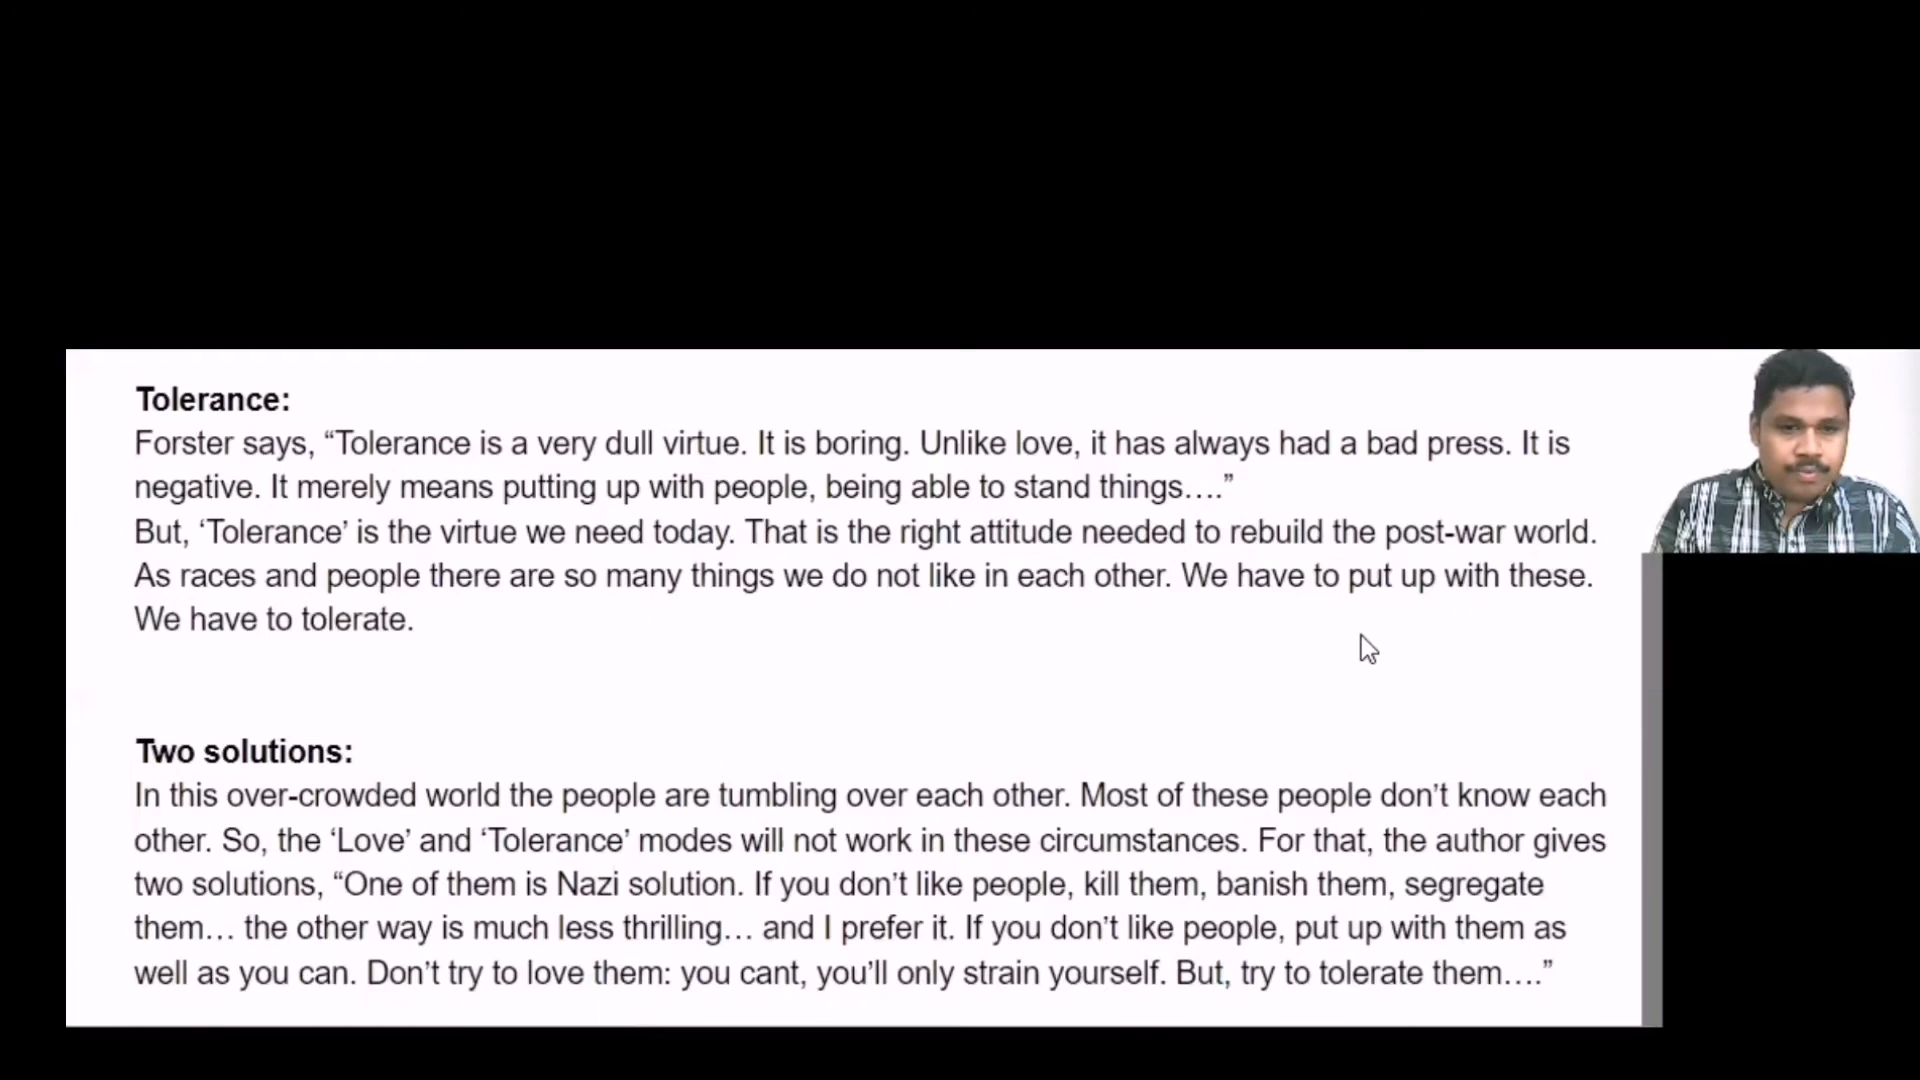 Tolerance:
Forster says, “Tolerance is a very dull virtue. It is boring. Unlike love, it has always had a bad press. It is
negative. It merely means putting up with people, being able to stand things….”
But, ‘Tolerance’ is the virtue we need today. That is the right attitude needed to rebuild the post-war world.
As races and people there are so many things we do not like in each other. We have to put up with these.
We have to tolerate.
Two solutions:
In this over-crowded world the people are tumbling over each other. Most of these people don’t know each
other. So, the ‘Love’ and ‘Tolerance’ modes will not work in these circumstances. For that, the author gives
two solutions, “One of them is Nazi solution. If you don’t like people, kill them, banish them, segregate
them… the other way is much less thrilling… and I prefer it. If you don’t like people, put up with them as
well as you can. Don’t try to love them: you cant, you’ll only strain yourself. But, try to tolerate them….”